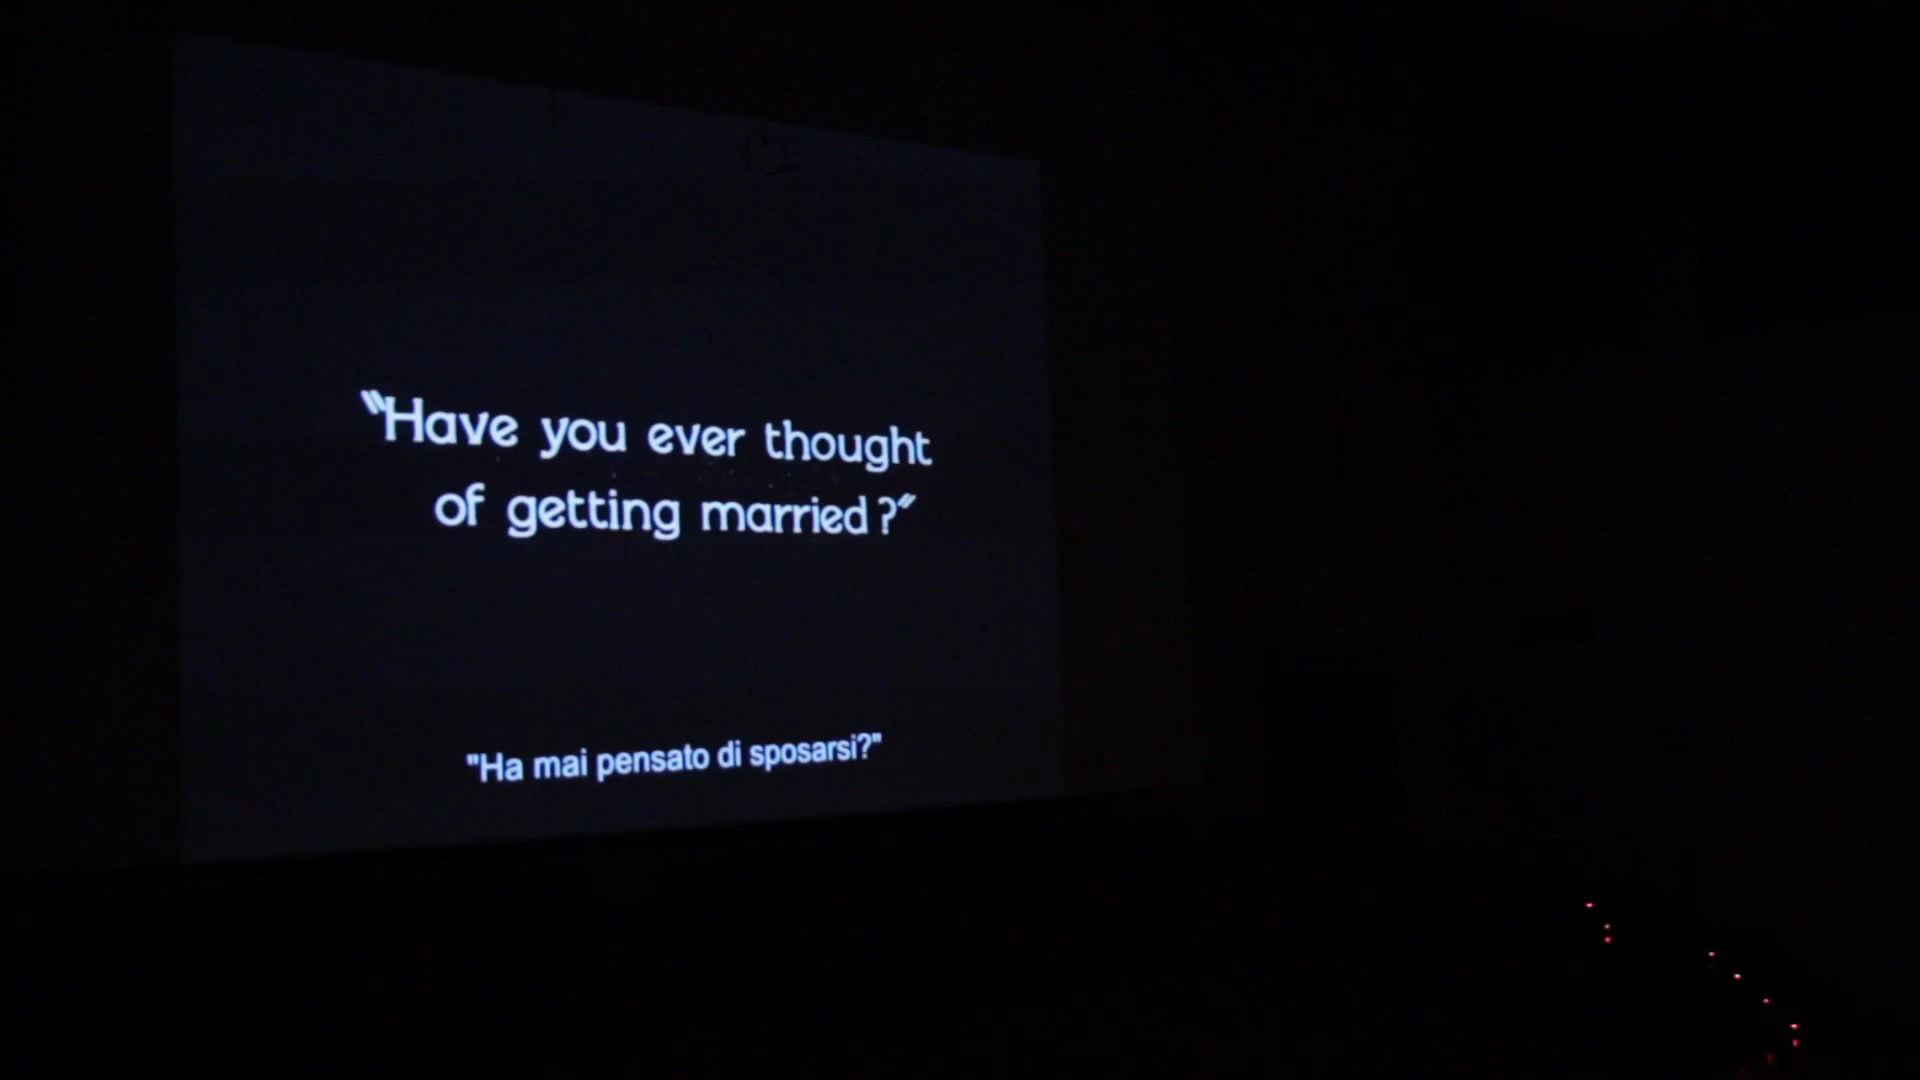 "Have you ever thought
of getting married?"
"Ha mai pensato di sposarsi?"